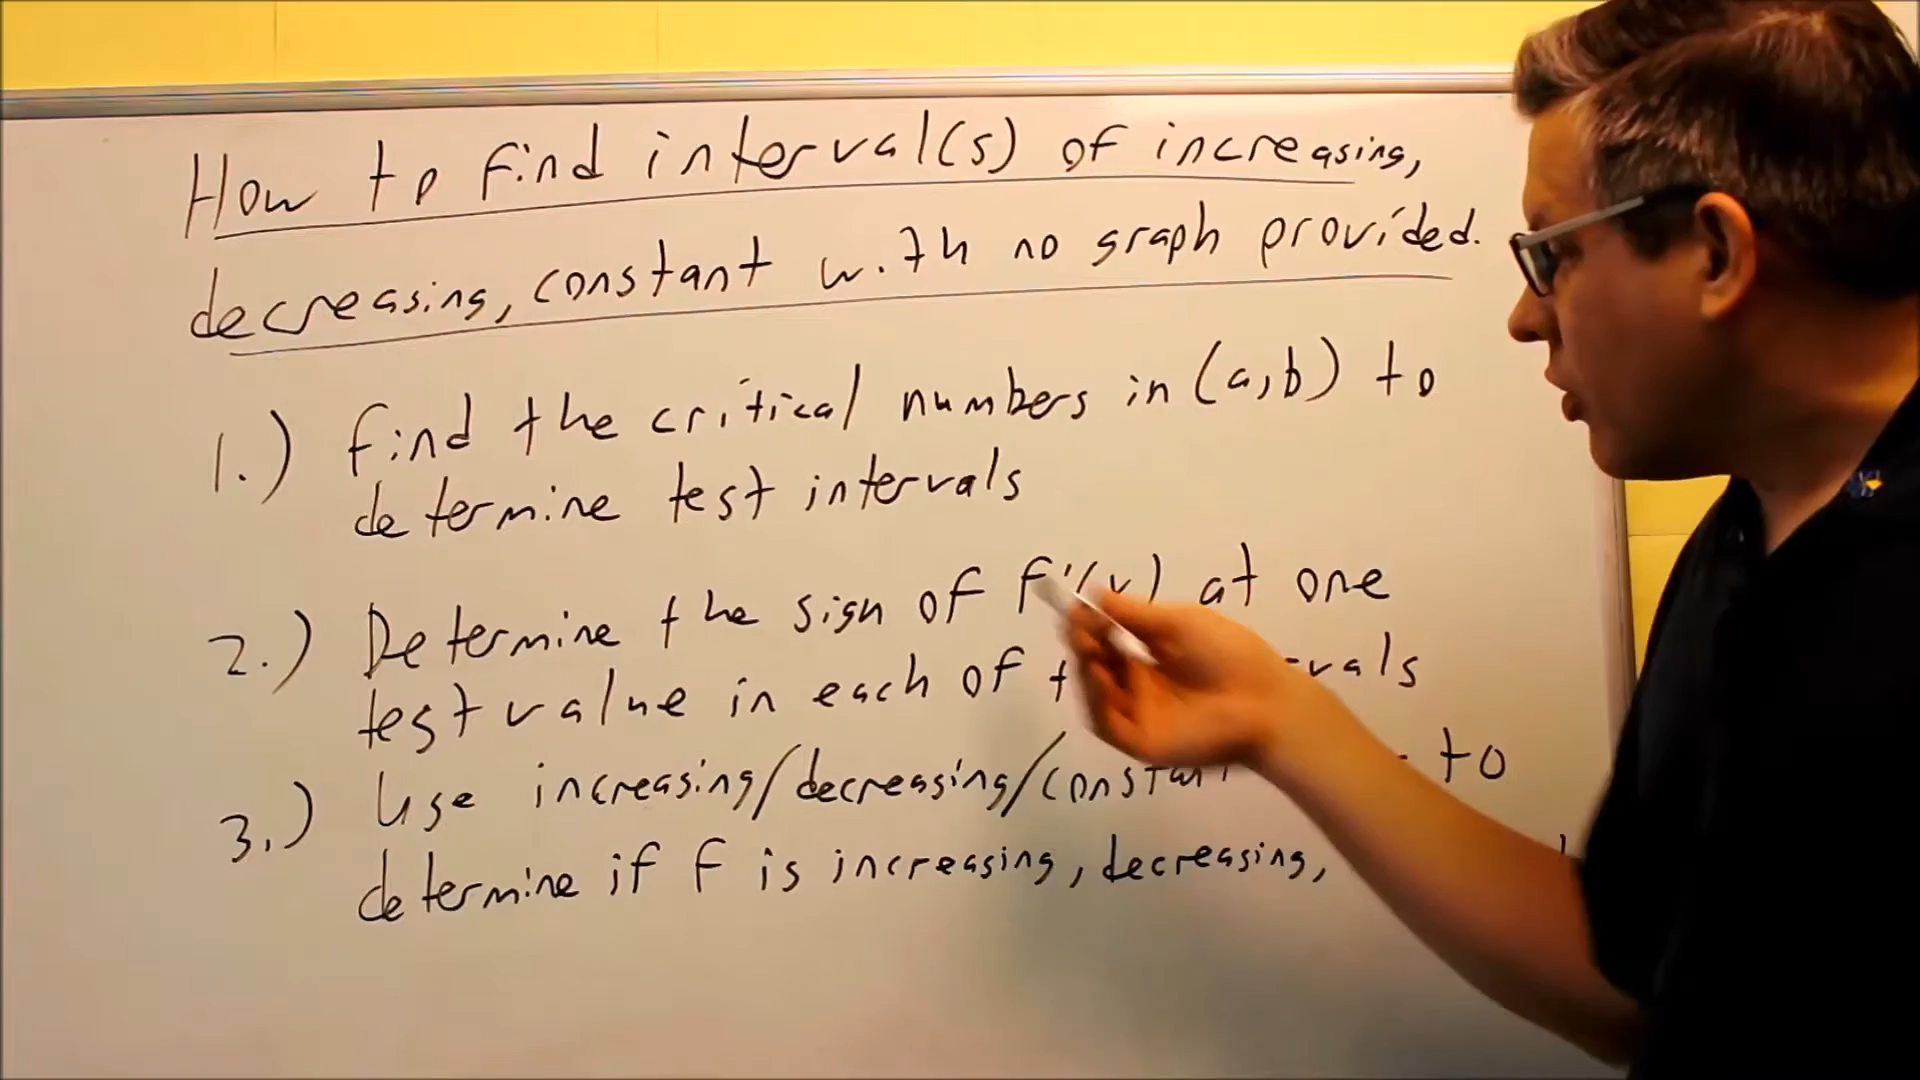 How to find interval(s) of increasing,
decreasing, constant with no graph provided.
1.) Find the critical numbers in (a,b) to
determine test intervals
2.) Determine the sign of f'(x) at one
test value in each of
3.) Use increasing/decreasing/constant to
determine if f is increasing, decreasing,